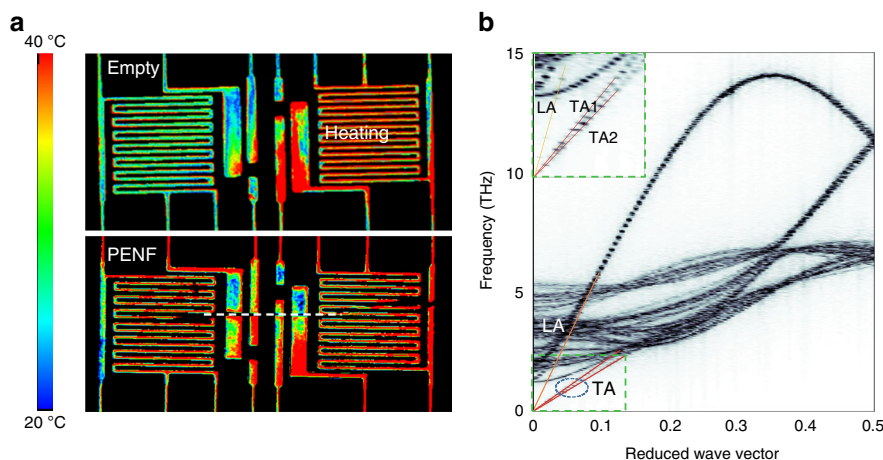 a
40 °C
20 °C
Empty
Heating
PENF
b
Frequency (THz)
15
10
5
0
LA
TA1
TA2
LA
TA
0
0.1
0.2
0.3
0.4
0.5
Reduced wave vector